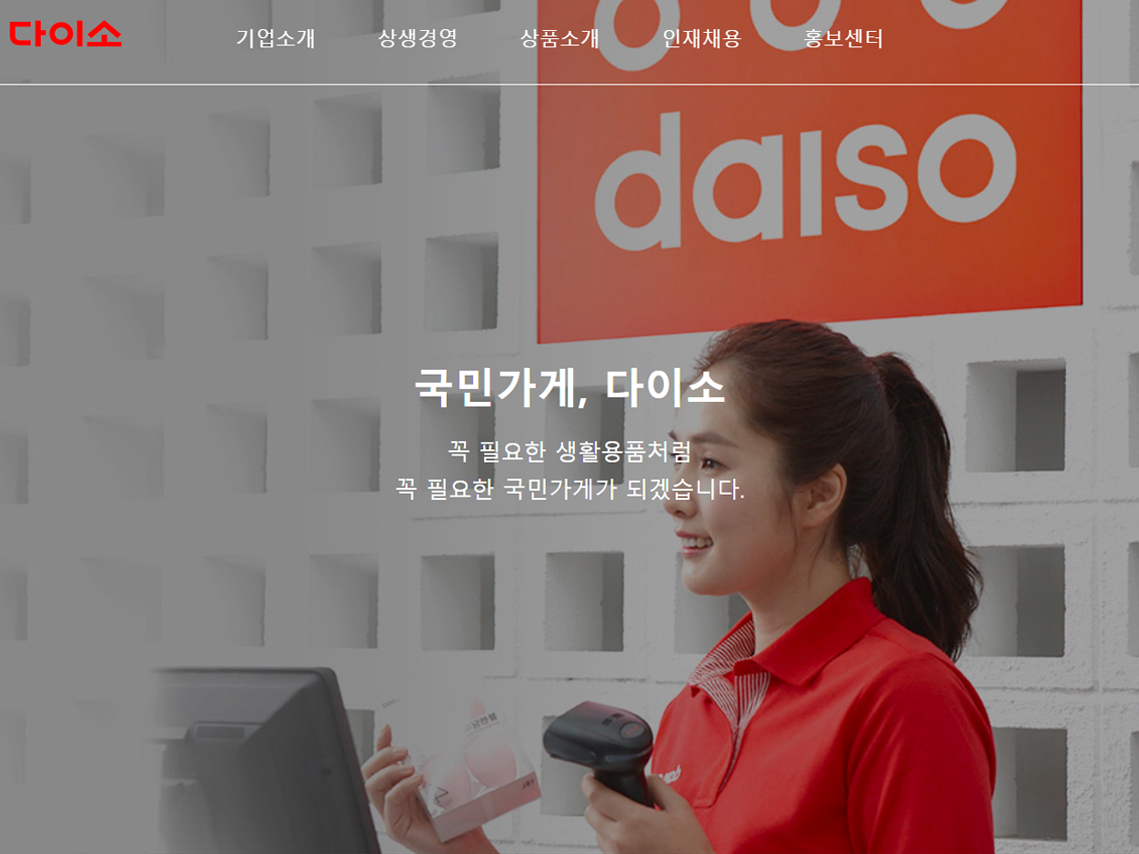 다이소
기업소개 상생경영 상품소개 인재채용 홍보센터
daiso
국민가게, 다이소
꼭 필요한 생활용품처럼
꼭 필요한 국민가게가 되겠습니다.